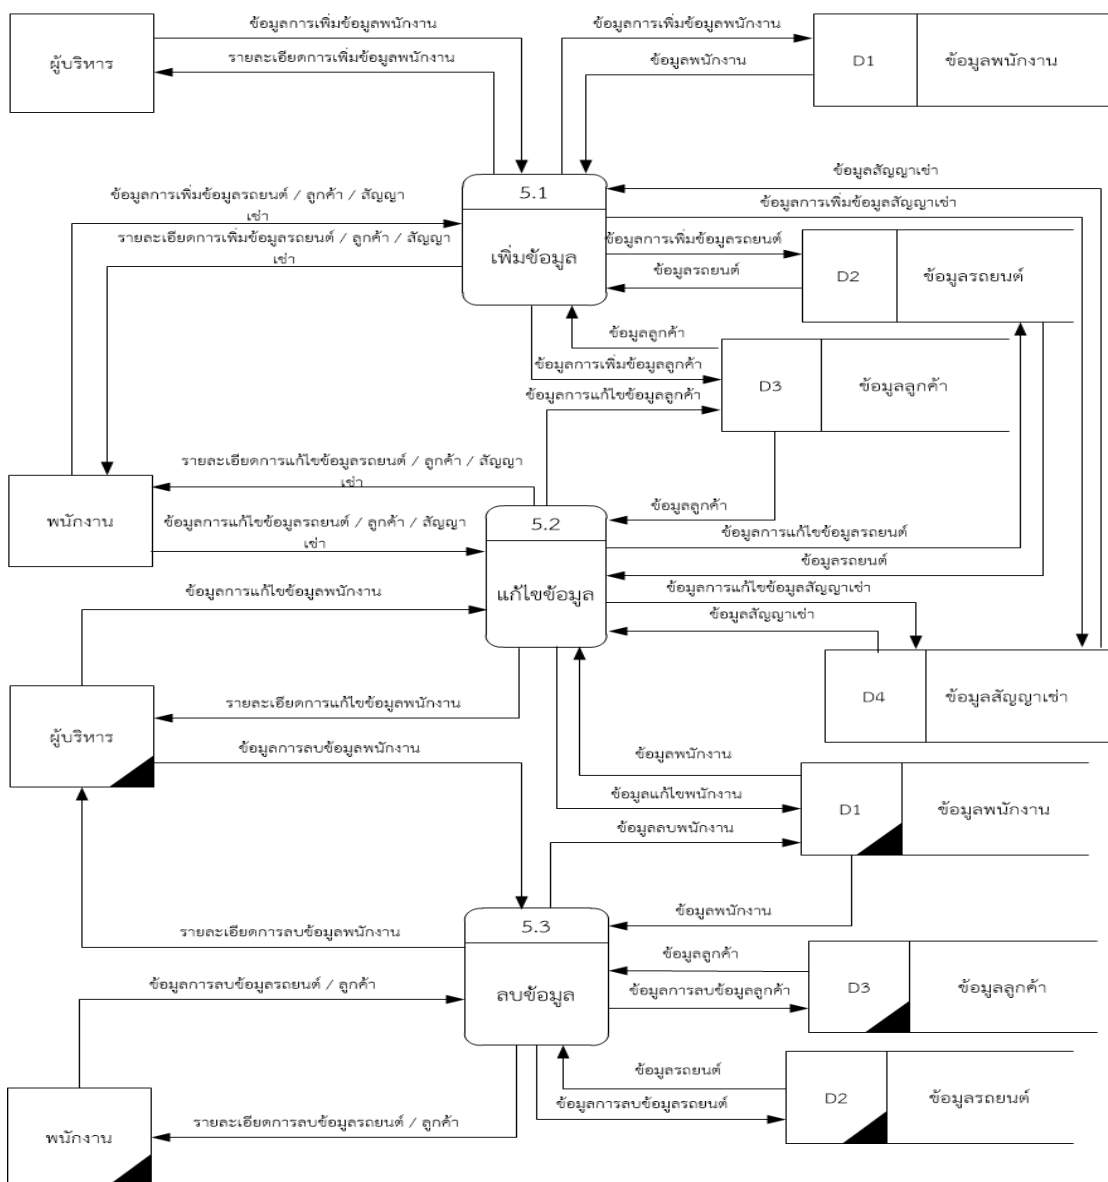 ข้อมูลการเพิ่มข้อมูลพนักงาน
ข้อมูลการเพิ่มข้อมูลพนักงาน
ผู้บริหาร
รายละเอียดการเพิ่มข้อมูลพนักงาน
ข้อมูลพนักงาน
D1
ข้อมูลพนักงาน
ข้อมูลสัญญาเช่า
5.1
ข้อมูลการเพิ่มข้อมูลรถยนต์ / ลูกค้า / สัญญา
เช่า
ข้อมูลการเพิ่มข้อมูลสัญญาเช่า
รายละเอียดการเพิ่มข้อมูลรถยนต์ / ลูกค้า / สัญญา
เช่า
เพิ่มข้อมูล
ข้อมูลการเพิ่มข้อมูลรถยนต์
ข้อมูลรถยนต์
D2
ข้อมูลรถยนต์
ข้อมูลลูกค้า
ข้อมูลการเพิ่มข้อมูลลูกค้า
ข้อมูลการแก้ไขข้อมูลลูกค้า
D3
ข้อมูลลูกค้า
รายละเอียดการแก้ไขข้อมูลรถยนต์ / ลูกค้า / สัญญา
เช่า
พนักงาน
ข้อมูลการแก้ไขข้อมูลรถยนต์ / ลูกค้า / สัญญา
เช่า
ข้อมูลลูกค้า
5.2
ข้อมูลการแก้ไขข้อมูลรถยนต์
ข้อมูลรถยนต์
แก้ไขข้อมูล
ข้อมูลการแก้ไขข้อมูลสัญญาเช่า
ข้อมูลสัญญาเช่า
ข้อมูลการแก้ไขข้อมูลพนักงาน
D4
ข้อมูลสัญญาเช่า
รายละเอียดการแก้ไขข้อมูลพนักงาน
ผู้บริหาร
ข้อมูลการลบข้อมูลพนักงาน
ข้อมูลพนักงาน
ข้อมูลแก้ไขพนักงาน
ข้อมูลลบพนักงาน
D1
ข้อมูลพนักงาน
ข้อมูลพนักงาน
5.3
รายละเอียดการลบข้อมูลพนักงาน
ข้อมูลลูกค้า
ข้อมูลการลบข้อมูลรถยนต์ / ลูกค้า
ลบข้อมูล
ข้อมูลการลบข้อมูลลูกค้า
D3
ข้อมูลลูกค้า
ข้อมูลรถยนต์
ข้อมูลการลบข้อมูลรถยนต์
D2
ข้อมูลรถยนต์
รายละเอียดการลบข้อมูลรถยนต์ / ลูกค้า
พนักงาน